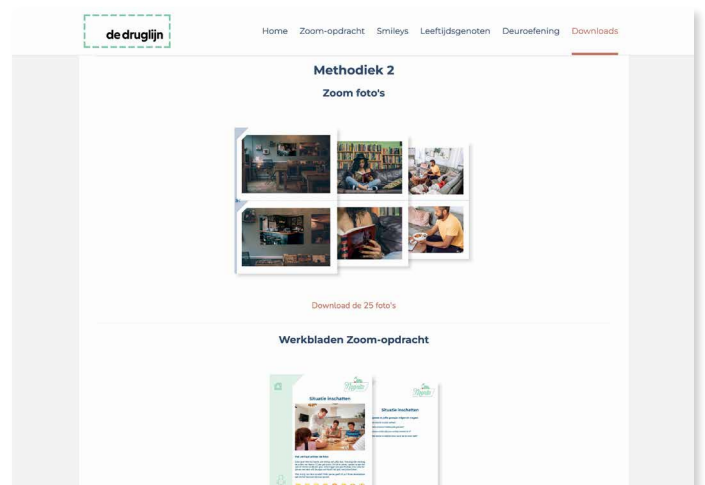 de druglijn
Home Zoom-opdracht Smileys Leeftijdsgenoten Deuroefening Downloads
Methodiek 2
Zoom foto's
Download de 25 foto's
Werkbladen Zoom-opdracht
Situatie inschatten
Situatie inschatten